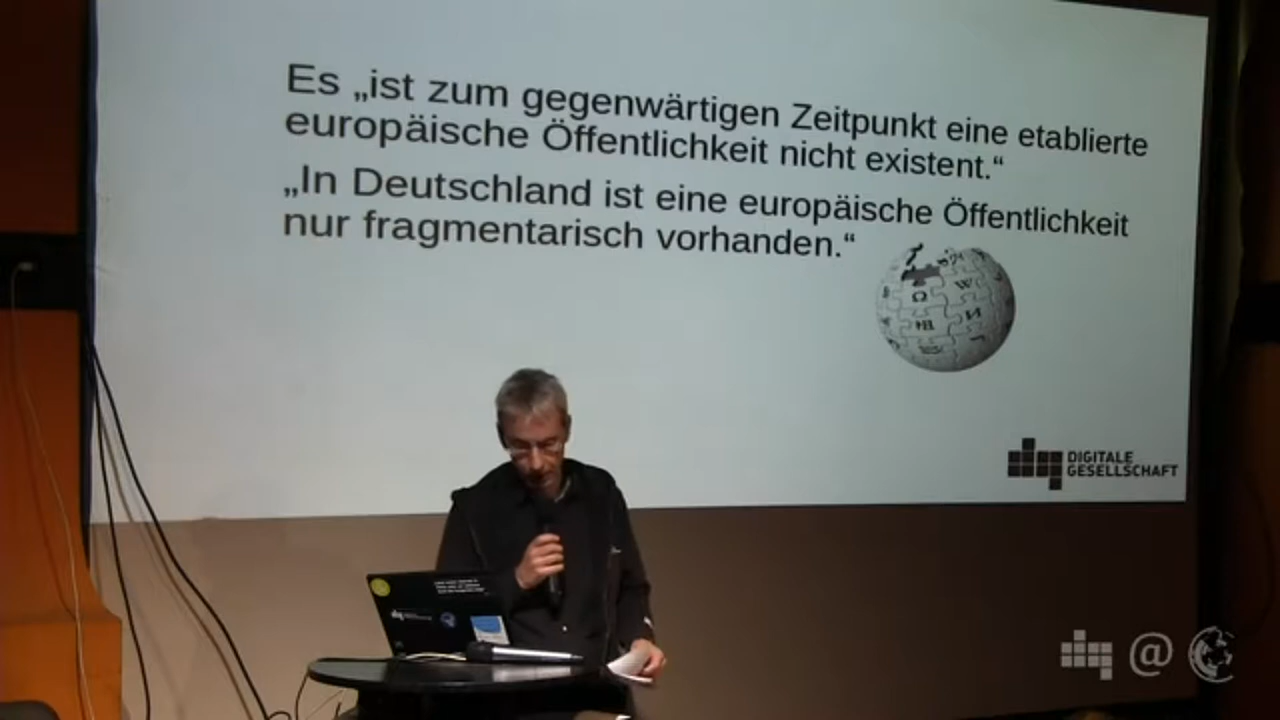 Es „ist zum gegenwärtigen Zeitpunkt eine etablierte
europäische Öffentlichkeit nicht existent.“
„In Deutschland ist eine europäische Öffentlichkeit
nur fragmentarisch vorhanden.“
Ω W
И
DIGITALE
GESELLSCHAFT
@